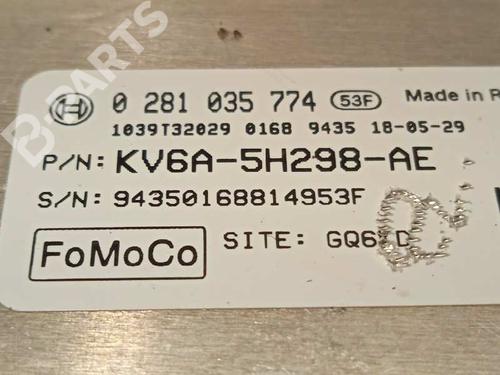 B-PARTS
0 281 035 774 53F Made in R
1039T32029 0168 9435 18-05-29
P/N: KV6A-5H298-AE
S/N: 94350168814953F
FoMoCo SITE: